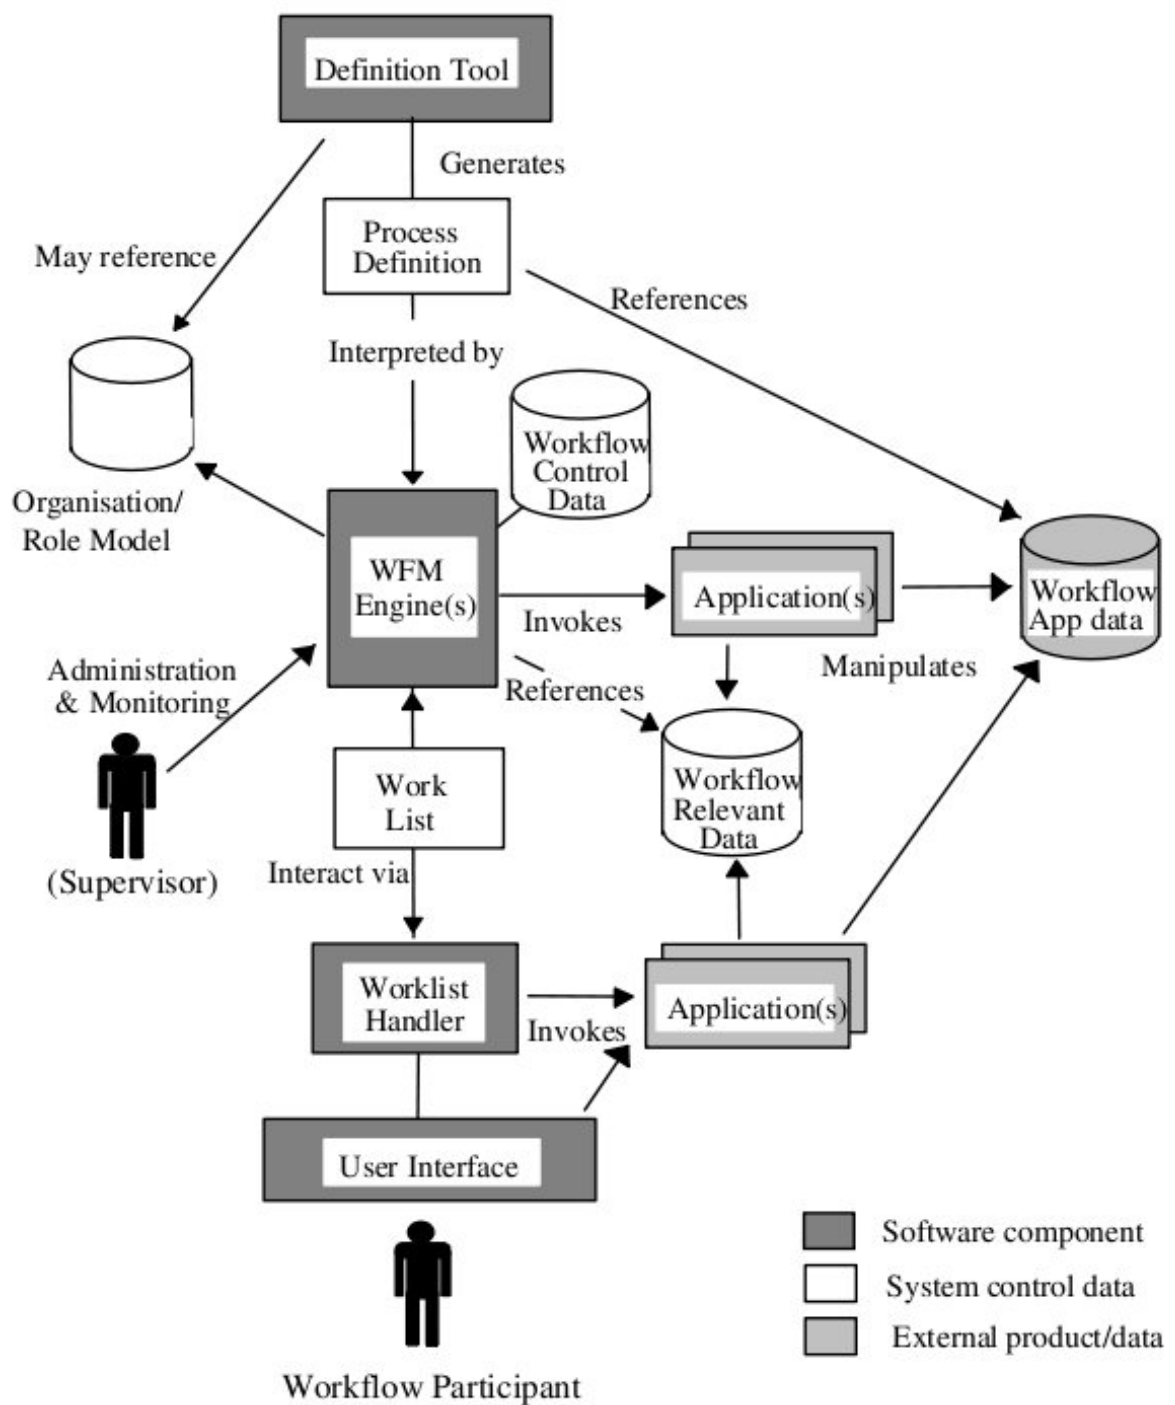 Definition Tool
Generates
Process
Definition
May reference
References
Interpreted by
Workflow
Control
Data
Organisation/
Role Model
WFM
Engine(s)
Invokes
Application(s)
Workflow
App data
Manipulates
References
Administration
& Monitoring
(Supervisor)
Work
List
Workflow
Relevant
Data
Interact via
Worklist
Handler
Invokes
Application(s)
User Interface
Workflow Participant
Software component
System control data
External product/data